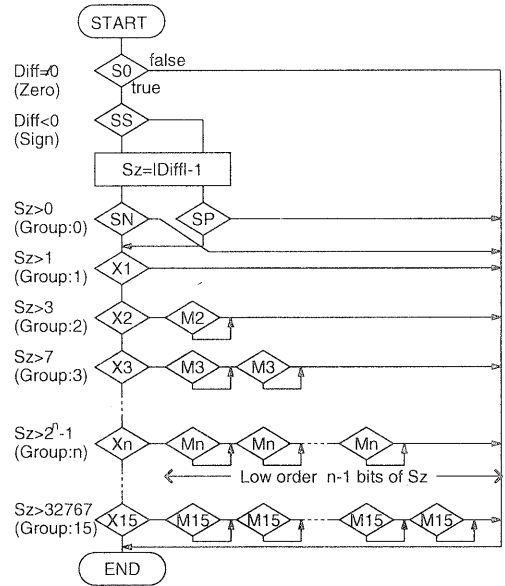 START
Diff≠0
(Zero)
S0
false
true
Diff<0
(Sign)
SS
Sz=|Diff|-1
Sz>0
(Group:0)
SN
SP
Sz>1
(Group:1)
X1
Sz>3
(Group:2)
X2
M2
Sz>7
(Group:3)
X3
M3
M3
Sz>2ⁿ-1
(Group:n)
Xn
Mn
Mn
Mn
Low order n-1 bits of Sz
Sz>32767
(Group:15)
X15
M15
M15
M15
M15
END